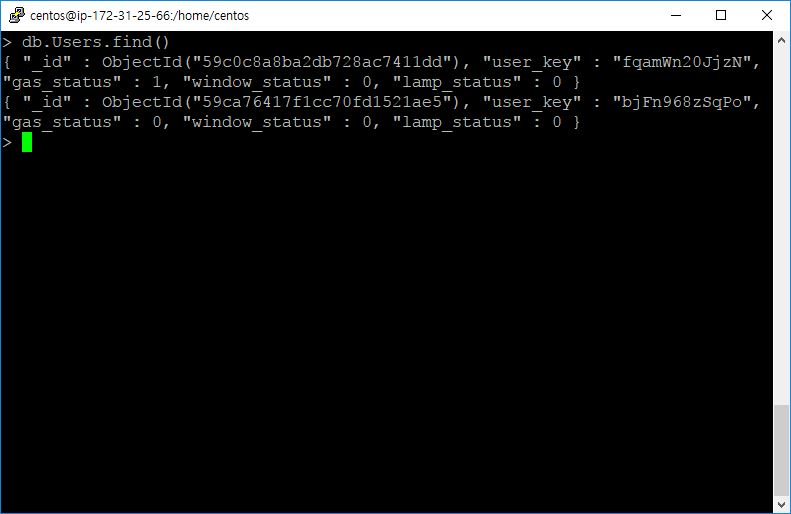 centos@ip-172-31-25-66:/home/centos
> db.Users.find()
{ "_id" : ObjectId("59c0c8a8ba2db728ac7411dd"), "user_key" : "fqamWn20JjzN",
"gas_status" : 1, "window_status" : 0, "lamp_status" : 0 }
{ "_id" : ObjectId("59ca76417f1cc70fd1521ae5"), "user_key" : "bjFn968zSqPo",
"gas_status" : 0, "window_status" : 0, "lamp_status" : 0 }
>